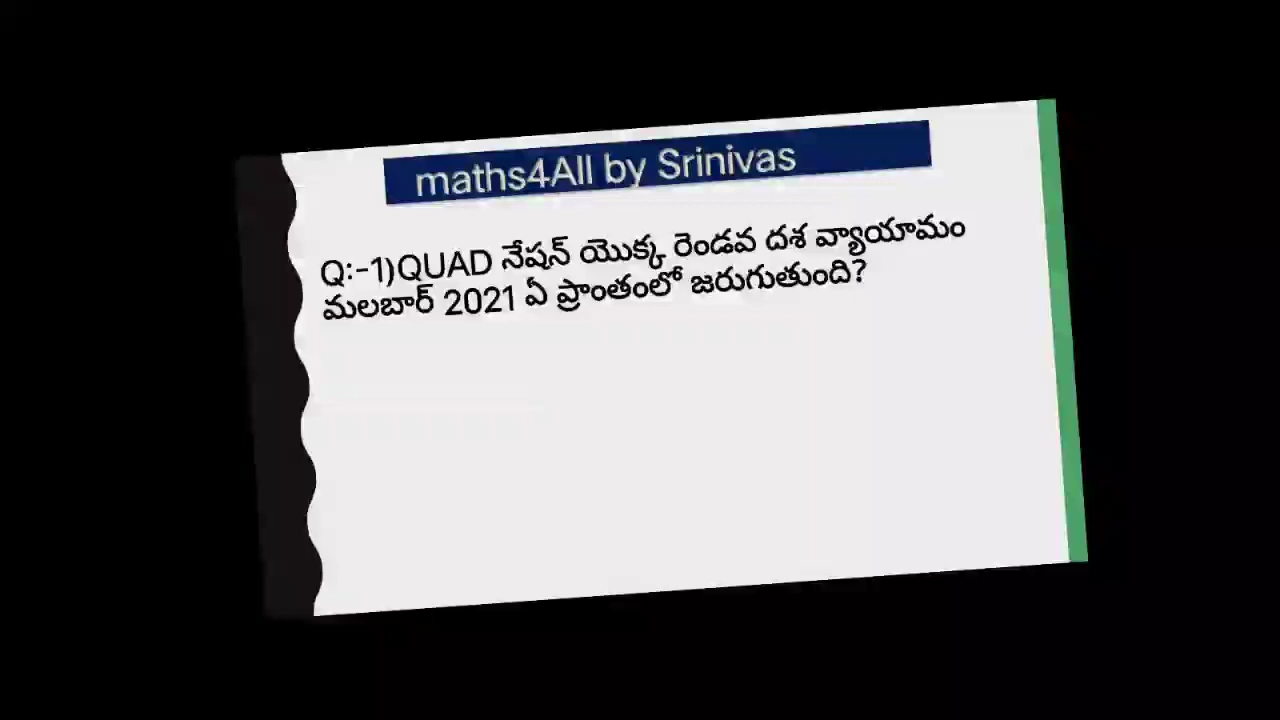 maths4All by Srinivas
Q:-1)QUAD నేషన్ యొక్క రెండవ దశ వ్యాయామం
మలబార్ 2021 ఏ ప్రాంతంలో జరుగుతుంది?